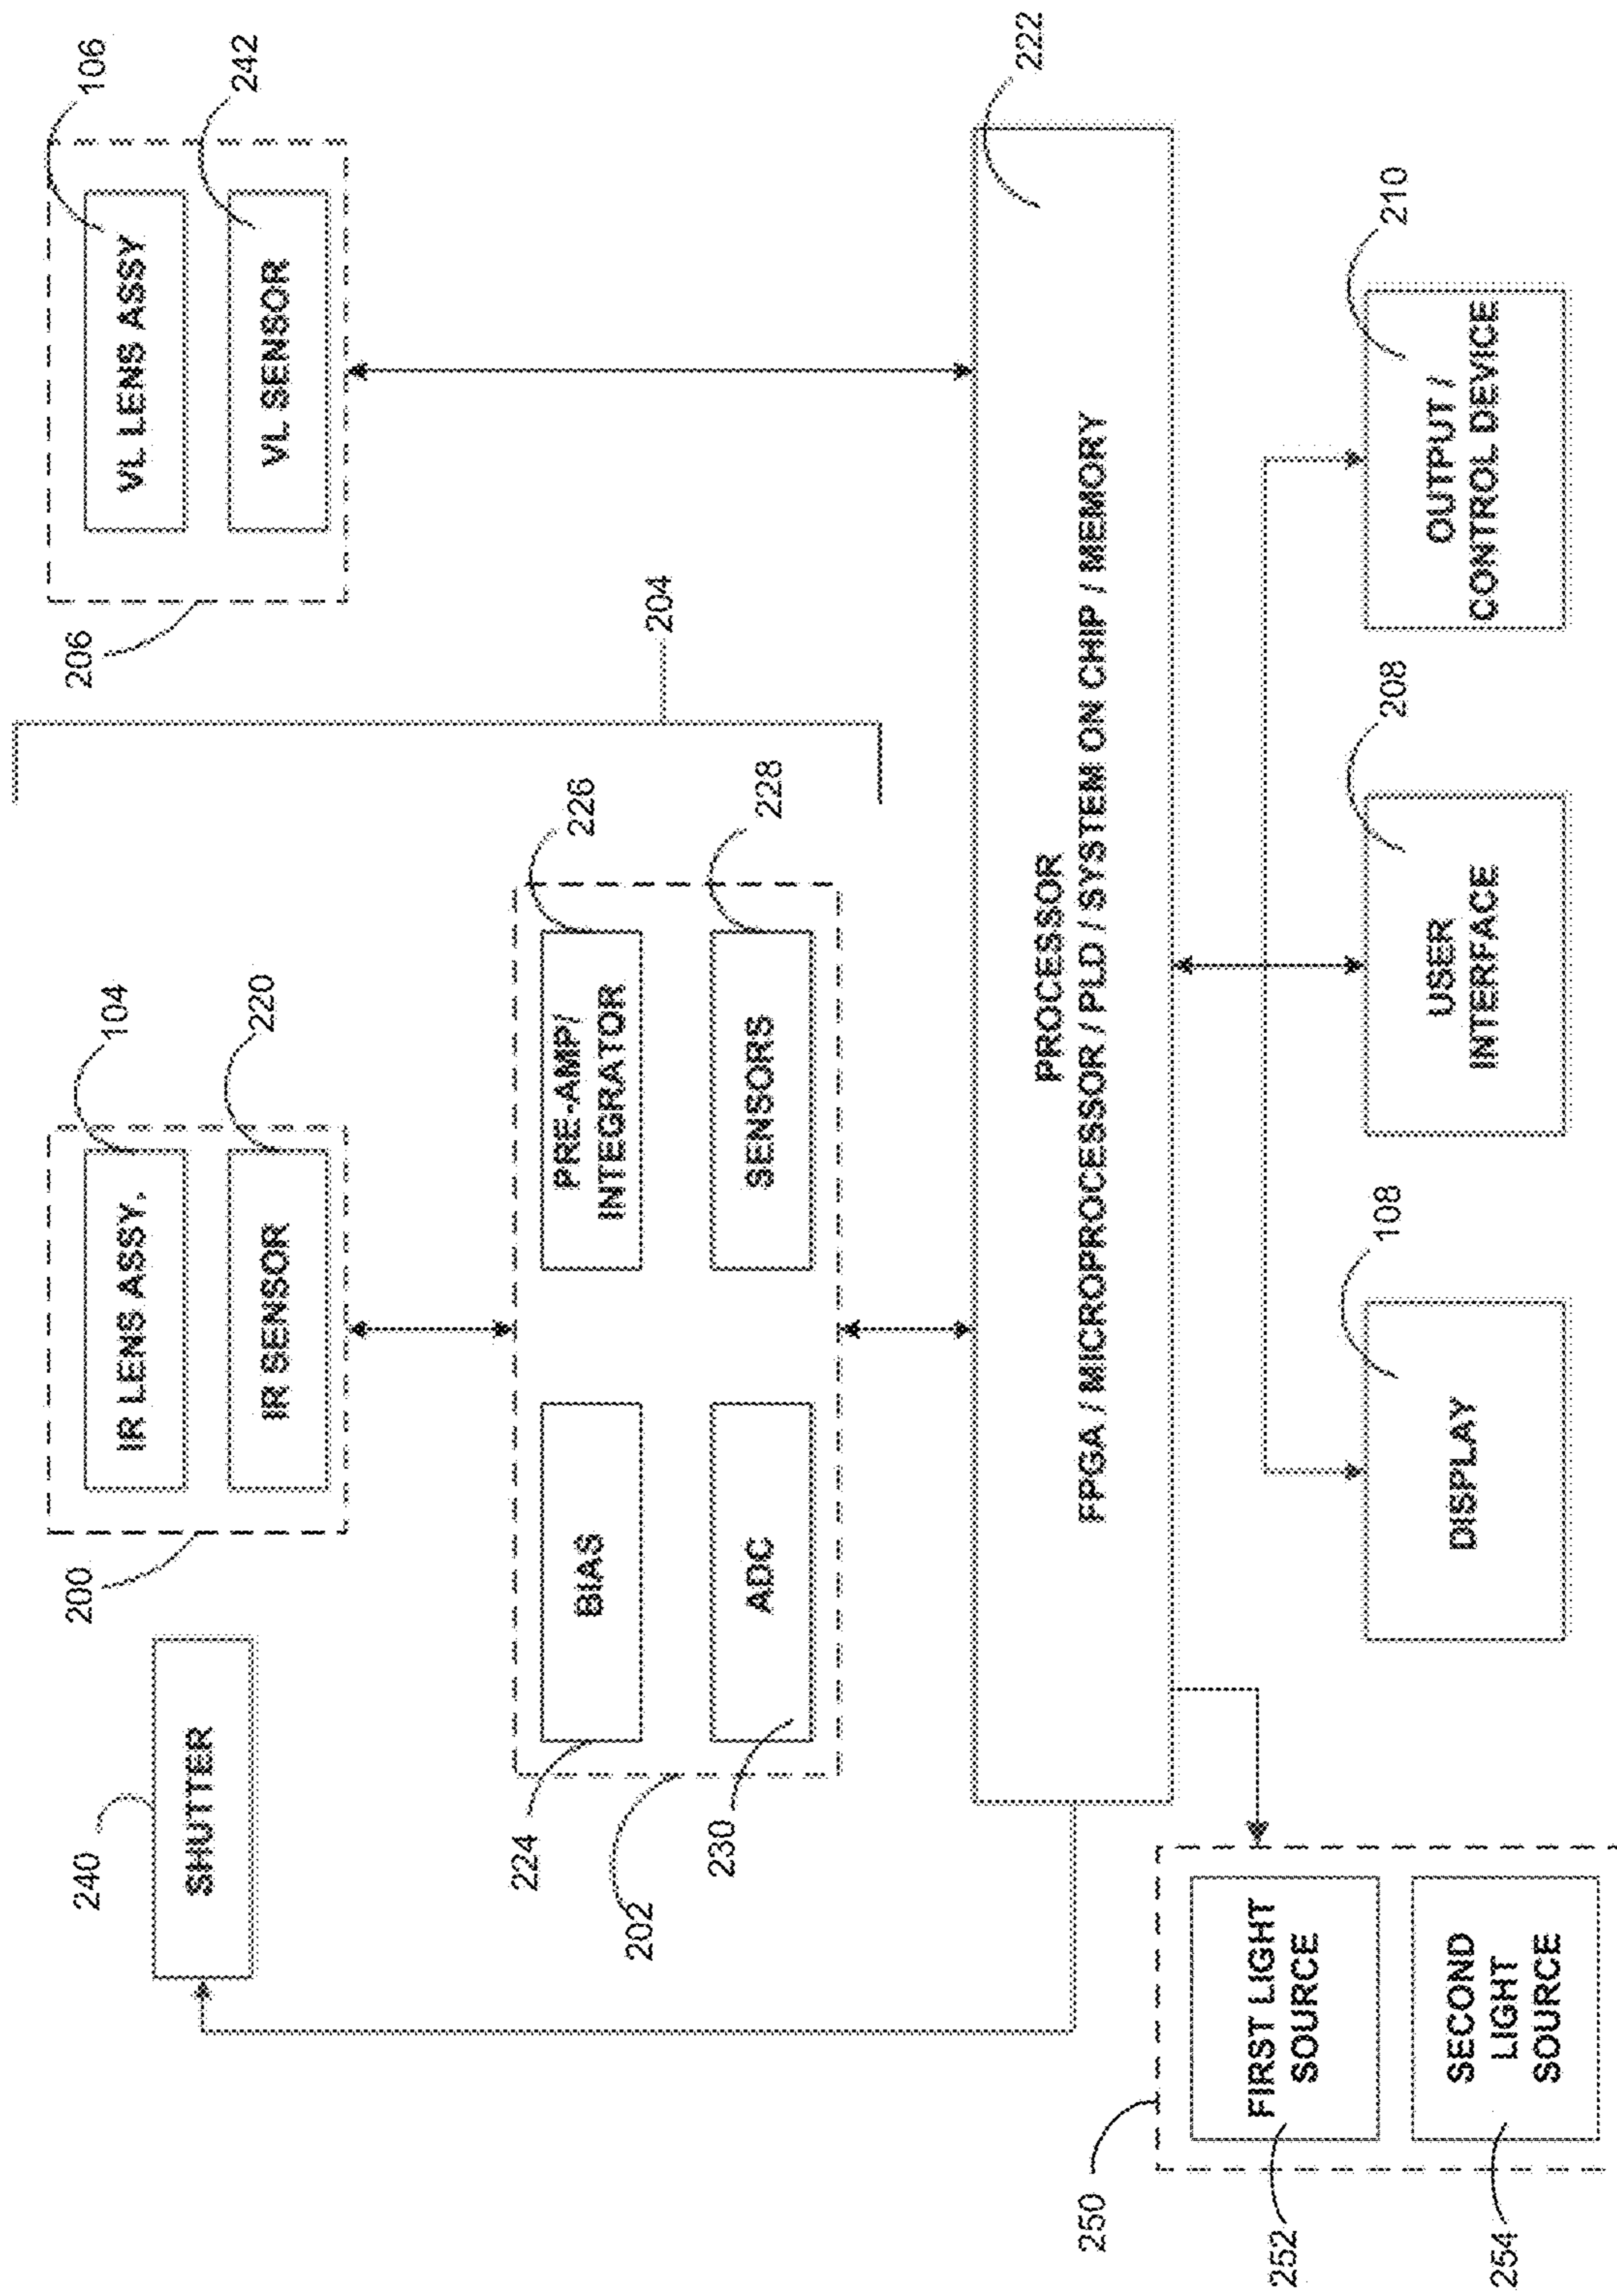 240
SHUTTER
200
IR LENS ASSY.
104
IR SENSOR
220
206
VL LENS ASSY
106
VL SENSOR
242
204
224
BIAS
PRE-AMP/
INTEGRATOR
226
202
230
ADC
SENSORS
228
PROCESSOR
FPGA / MICROPROCESSOR / PLD / SYSTEM ON CHIP / MEMORY
222
250
252
FIRST LIGHT
SOURCE
254
SECOND
LIGHT
SOURCE
DISPLAY
108
USER
INTERFACE
208
OUTPUT /
CONTROL DEVICE
210